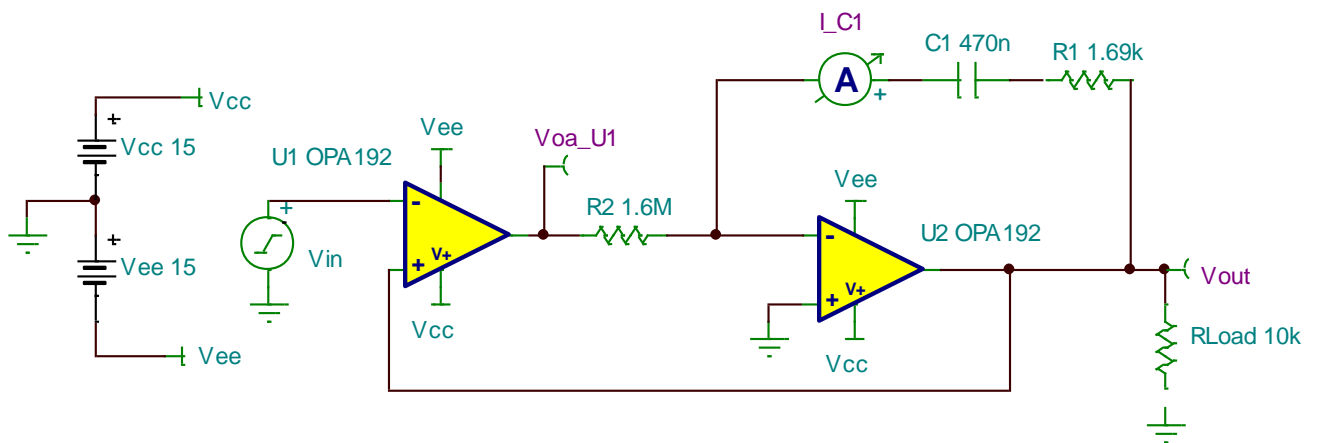 I_C1
C1 470n
R1 1.69k
A
+
+
Vcc
Vcc 15
+
Vee 15
Vee
U1 OPA192
Vee
-
+
V+
Vcc
+
Vin
Voa_U1
R2 1.6M
Vee
U2 OPA192
-
+
V+
Vcc
Vout
RLoad 10k